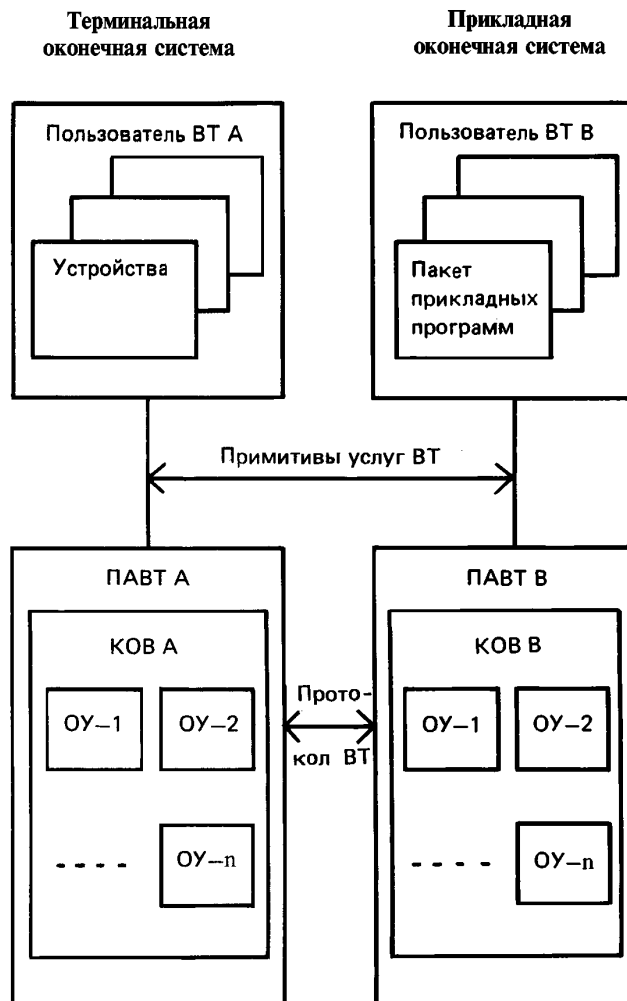 Терминальная
оконечная система
Прикладная
оконечная система
Пользователь ВТ А
Устройства
Пользователь ВТ В
Пакет
прикладных
программ
Примитивы услуг ВТ
ПАВТ А
КОВ А
ОУ—1
ОУ—2
- - - -
ОУ—n
Прото-
кол ВТ
ПАВТ В
КОВ В
ОУ—1
ОУ—2
- - - -
ОУ—n